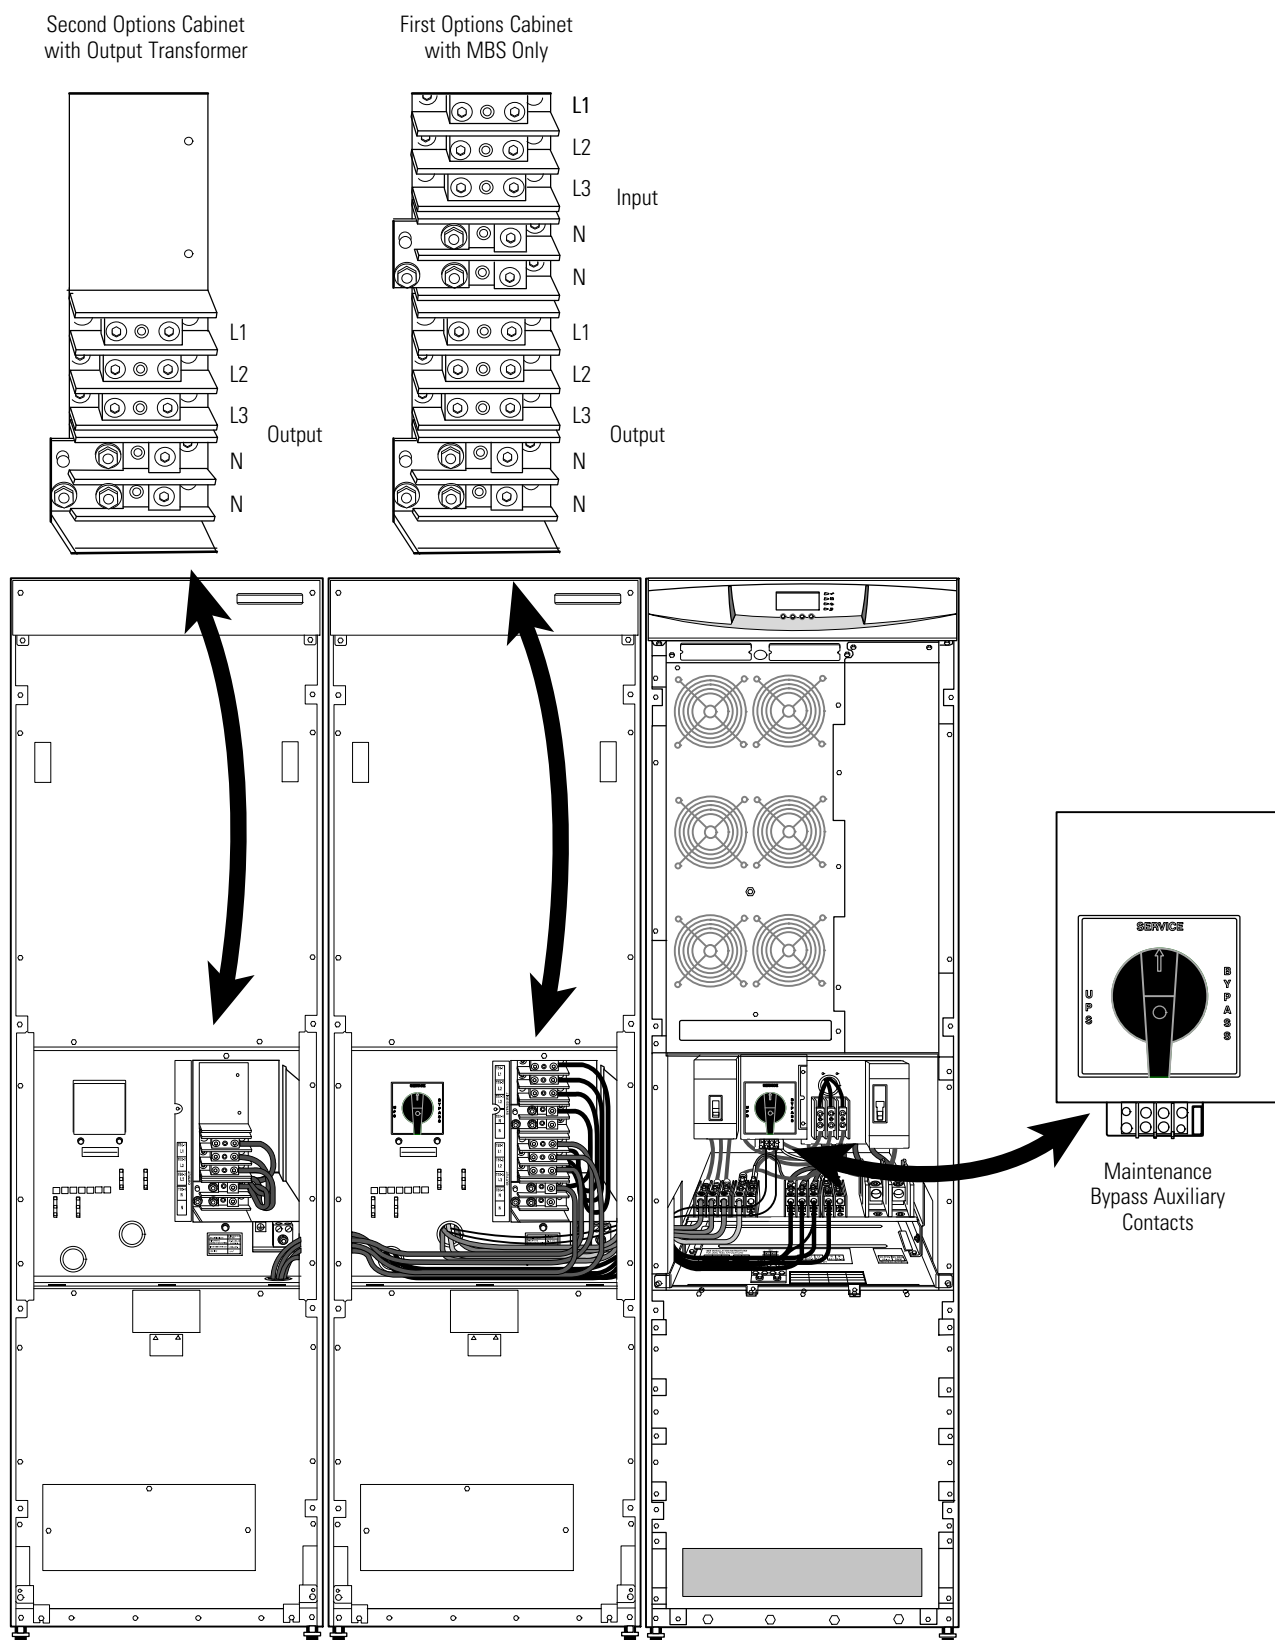 Second Options Cabinet
with Output Transformer
First Options Cabinet
with MBS Only
L1
L2
L3
Input
N
N
L1
L2
L3
Output
N
N
L1
L2
L3
Output
N
N
SERVICE
UPS
BYPASS
Maintenance
Bypass Auxiliary
Contacts